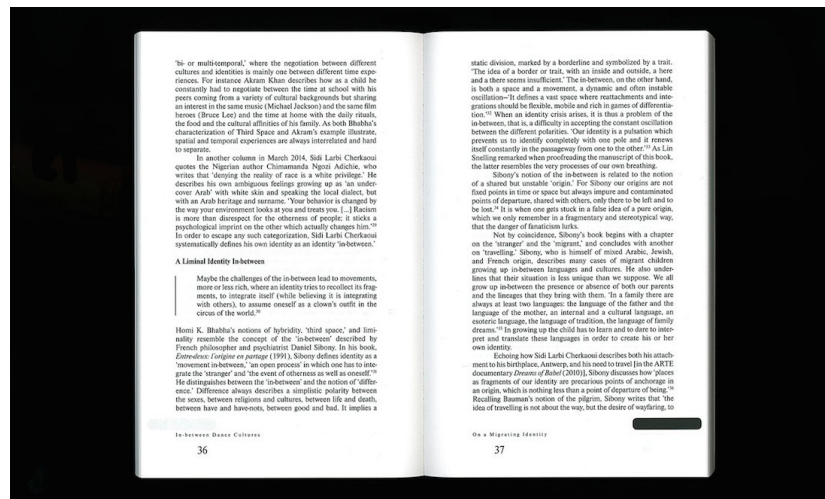 'bi- or multi-temporal,' where the negotiation between different
cultures and identities is mainly one between different time expe-
riences. For instance Akram Khan describes how as a child he
constantly had to negotiate between the time at school with his
peers coming from a variety of cultural backgrounds but sharing
an interest in the same music (Michael Jackson) and the same film
heroes (Bruce Lee) and the time at home with the daily rituals,
the food and the cultural affinities of his family. As both Bhabha's
characterization of Third Space and Akram's example illustrate,
spatial and temporal experiences are always interrelated and hard
to separate.
In another column in March 2014, Sidi Larbi Cherkaoui
quotes the Nigerian author Chimamanda Ngozi Adichie, who
writes that 'denying the reality of race is a white privilege.' He
describes his own ambiguous feelings growing up as 'an under-
cover Arab' with white skin and speaking the local dialect, but
with an Arab heritage and surname. 'Your behavior is changed by
the way your environment looks at you and treats you. [...] Racism
is more than disrespect for the otherness of people; it sticks a
psychological imprint on the other which actually changes him.'²⁹
In order to escape any such categorization, Sidi Larbi Cherkaoui
systematically defines his own identity as an identity 'in-between.'
A Liminal Identity In-between
Maybe the challenges of the in-between lead to movements,
more or less rich, where an identity tries to recollect its frag-
ments, to integrate itself (while believing it is integrating
with others), to assume oneself as a clown's outfit in the
circus of the world.³⁰
Homi K. Bhabha's notions of hybridity, 'third space,' and limi-
nality resemble the concept of the 'in-between' described by
French philosopher and psychiatrist Daniel Sibony. In his book,
Entre-deux: l'origine en partage (1991), Sibony defines identity as a
'movement in-between,' 'an open process' in which one has to inte-
grate the 'stranger' and 'the event of otherness as well as oneself.'³¹
He distinguishes between the 'in-between' and the notion of 'differ-
ence.' Difference always describes a simplistic polarity between
the sexes, between religions and cultures, between life and death,
between have and have-nots, between good and bad. It implies a
In-between Dance Cultures
36
static division, marked by a borderline and symbolized by a trait.
'The idea of a border or trait, with an inside and outside, a here
and a there seems insufficient.' The in-between, on the other hand,
is both a space and a movement, a dynamic and often instable
oscillation—'It defines a vast space where reattachments and inte-
grations should be flexible, mobile and rich in games of differentia-
tion.'³² When an identity crisis arises, it is thus a problem of the
in-between, that is, a difficulty in accepting the constant oscillation
between the different polarities. 'Our identity is a pulsation which
prevents us to identify completely with one pole and it renews
itself constantly in the passageway from one to the other.'³³ As Lin
Snelling remarked when proofreading the manuscript of this book,
the latter resembles the very processes of our own breathing.
Sibony's notion of the in-between is related to the notion
of a shared but unstable 'origin.' For Sibony our origins are not
fixed points in time or space but always impure and contaminated
points of departure, shared with others, only there to be left and to
be lost.³⁴ It is when one gets stuck in a false idea of a pure origin,
which we only remember in a fragmentary and stereotypical way,
that the danger of fanaticism lurks.
Not by coincidence, Sibony's book begins with a chapter
on the 'stranger' and the 'migrant,' and concludes with another
on 'travelling.' Sibony, who is himself of mixed Arabic, Jewish,
and French origin, describes many cases of migrant children
growing up in-between languages and cultures. He also under-
lines that their situation is less unique than we suppose. We all
grow up in-between the presence or absence of both our parents
and the lineages that they bring with them. 'In a family there are
always at least two languages: the language of the father and the
language of the mother, an internal and a cultural language, an
esoteric language, the language of tradition, the language of family
dreams.'³⁵ In growing up the child has to learn and to dare to inter-
pret and translate these languages in order to create his or her
own identity.
Echoing how Sidi Larbi Cherkaoui describes both his attach-
ment to his birthplace, Antwerp, and his need to travel [in the ARTE
documentary Dreams of Babel (2010)], Sibony discusses how 'places
as fragments of our identity are precarious points of anchorage in
an origin, which is nothing less than a point of departure of being.'³⁶
Recalling Bauman's notion of the pilgrim, Sibony writes that 'the
idea of travelling is not about the way, but the desire of wayfaring, to
On a Migrating Identity
37